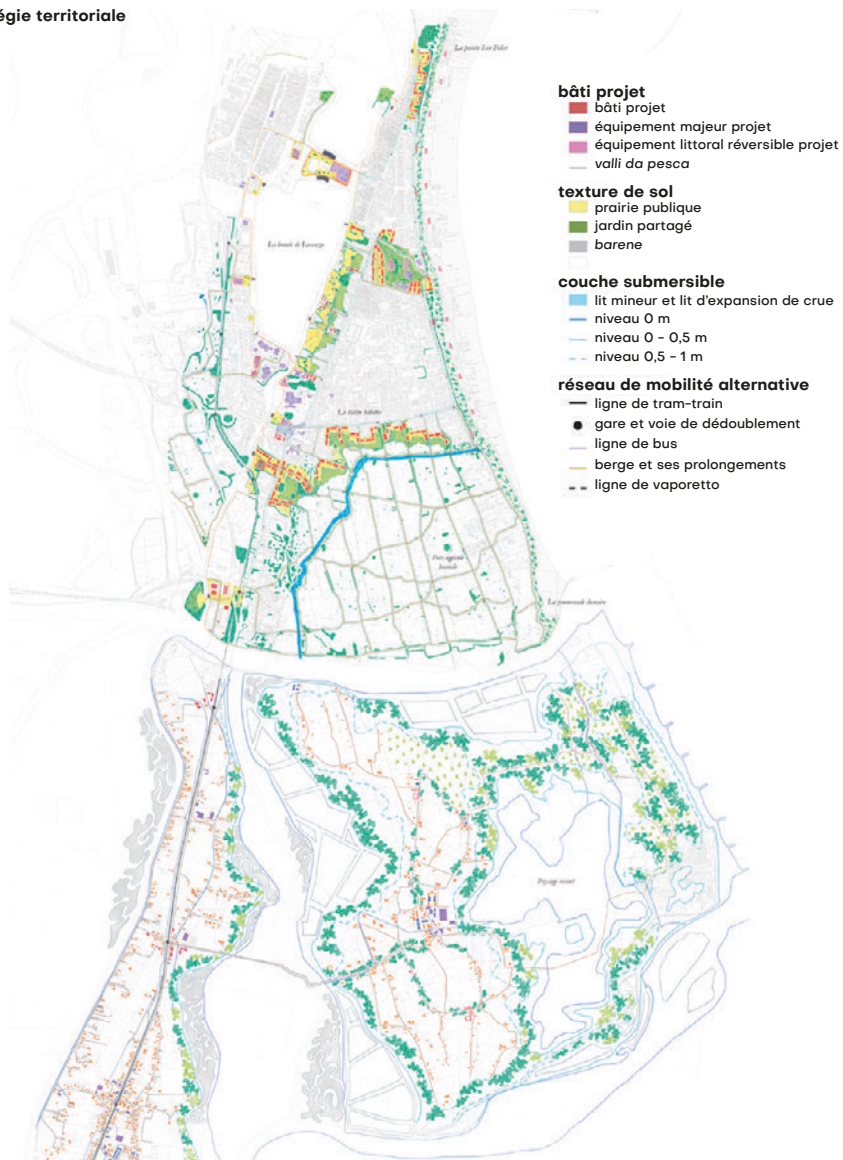 égie territoriale
bâti projet
bâti projet
équipement majeur projet
équipement littoral réversible projet
valli da pesca
texture de sol
prairie publique
jardin partagé
barene
couche submersible
lit mineur et lit d'expansion de crue
niveau 0 m
niveau 0 - 0,5 m
niveau 0,5 - 1 m
réseau de mobilité alternative
ligne de tram-train
gare et voie de dédoublement
ligne de bus
berge et ses prolongements
ligne de vaporetto
Parc agricole